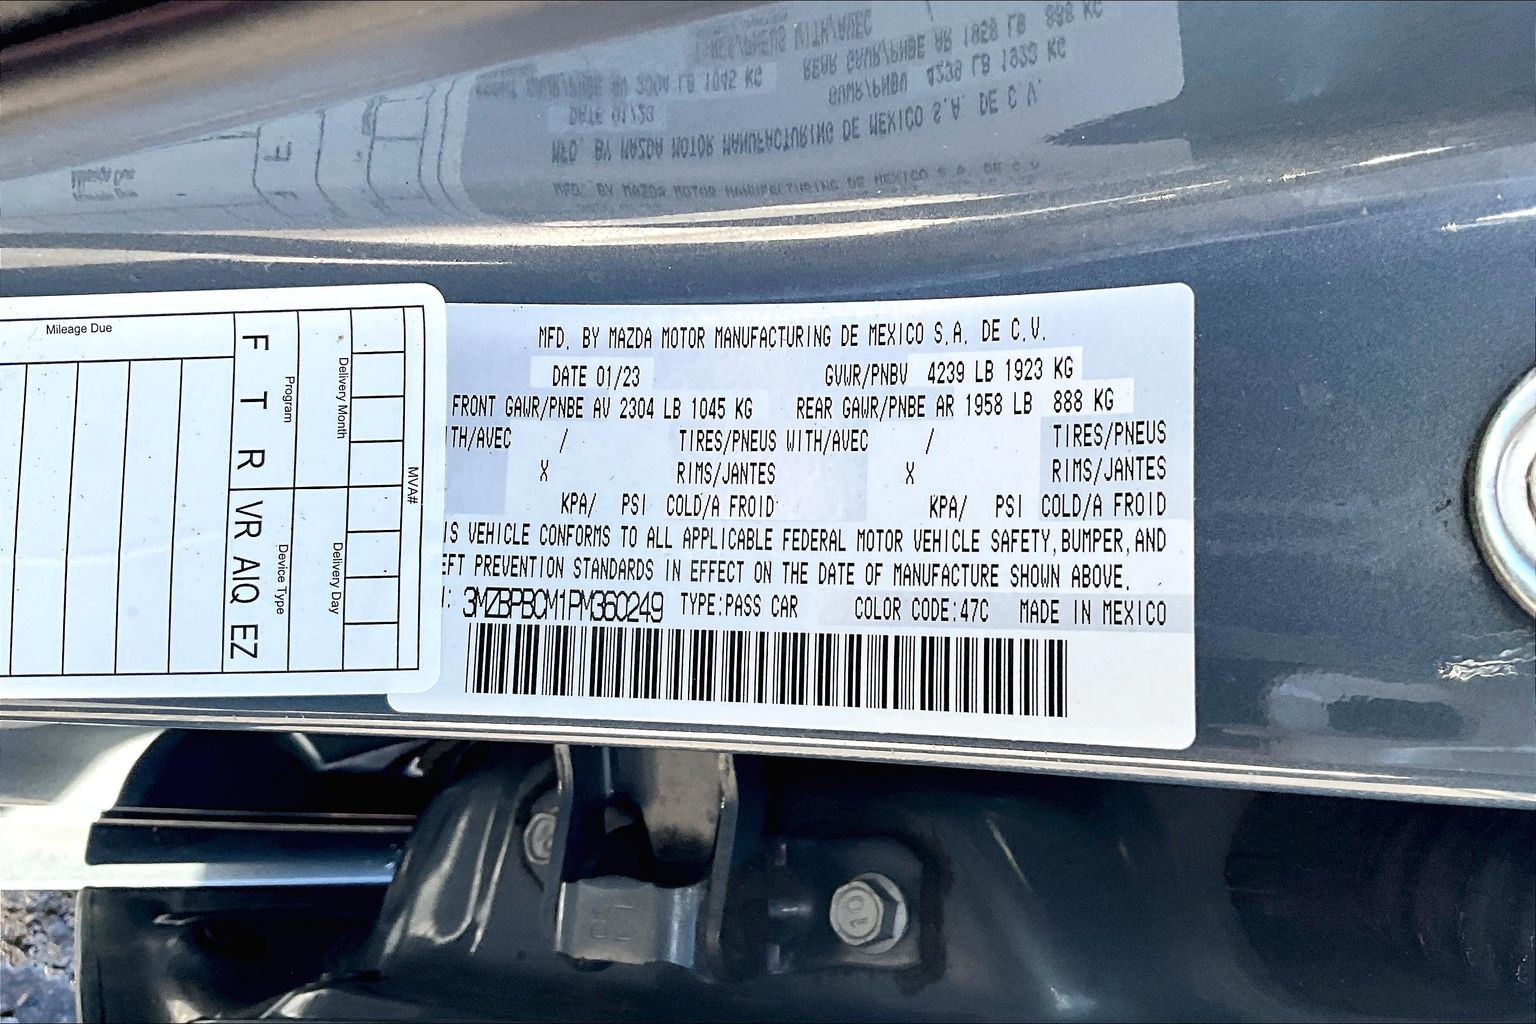 MFD. BY MAZDA MOTOR MANUFACTURING DE MEXICO S.A. DE C.V.
DATE 01/23 GVWR/PNBV 4239 LB 1923 KG
FRONT GAWR/PNBE AV 2304 LB 1045 KG REAR GAWR/PNBE AR 1958 LB 888 KG
TH/AVEC / TIRES/PNEUS WITH/AVEC / TIRES/PNEUS
X RIMS/JANTES X RIMS/JANTES
KPA/ PSI COLD/A FROID KPA/ PSI COLD/A FROID
IS VEHICLE CONFORMS TO ALL APPLICABLE FEDERAL MOTOR VEHICLE SAFETY, BUMPER, AND
EFT PREVENTION STANDARDS IN EFFECT ON THE DATE OF MANUFACTURE SHOWN ABOVE.
: 3MZBPBCM1PM360249 TYPE:PASS CAR COLOR CODE:47C MADE IN MEXICO
Mileage Due
MVA#
Delivery Month
Delivery Day
Program
Device Type
F T R VR AIQ EZ
10